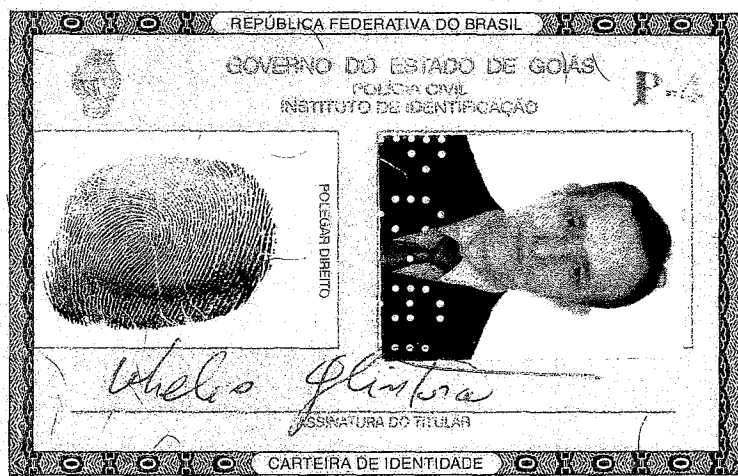 REPÚBLICA FEDERATIVA DO BRASIL
GOVERNO DO ESTADO DE GOIÁS
POLÍCIA CIVIL
INSTITUTO DE IDENTIFICAÇÃO
P-4
POLEGAR DIREITO
ASSINATURA DO TITULAR
CARTEIRA DE IDENTIDADE